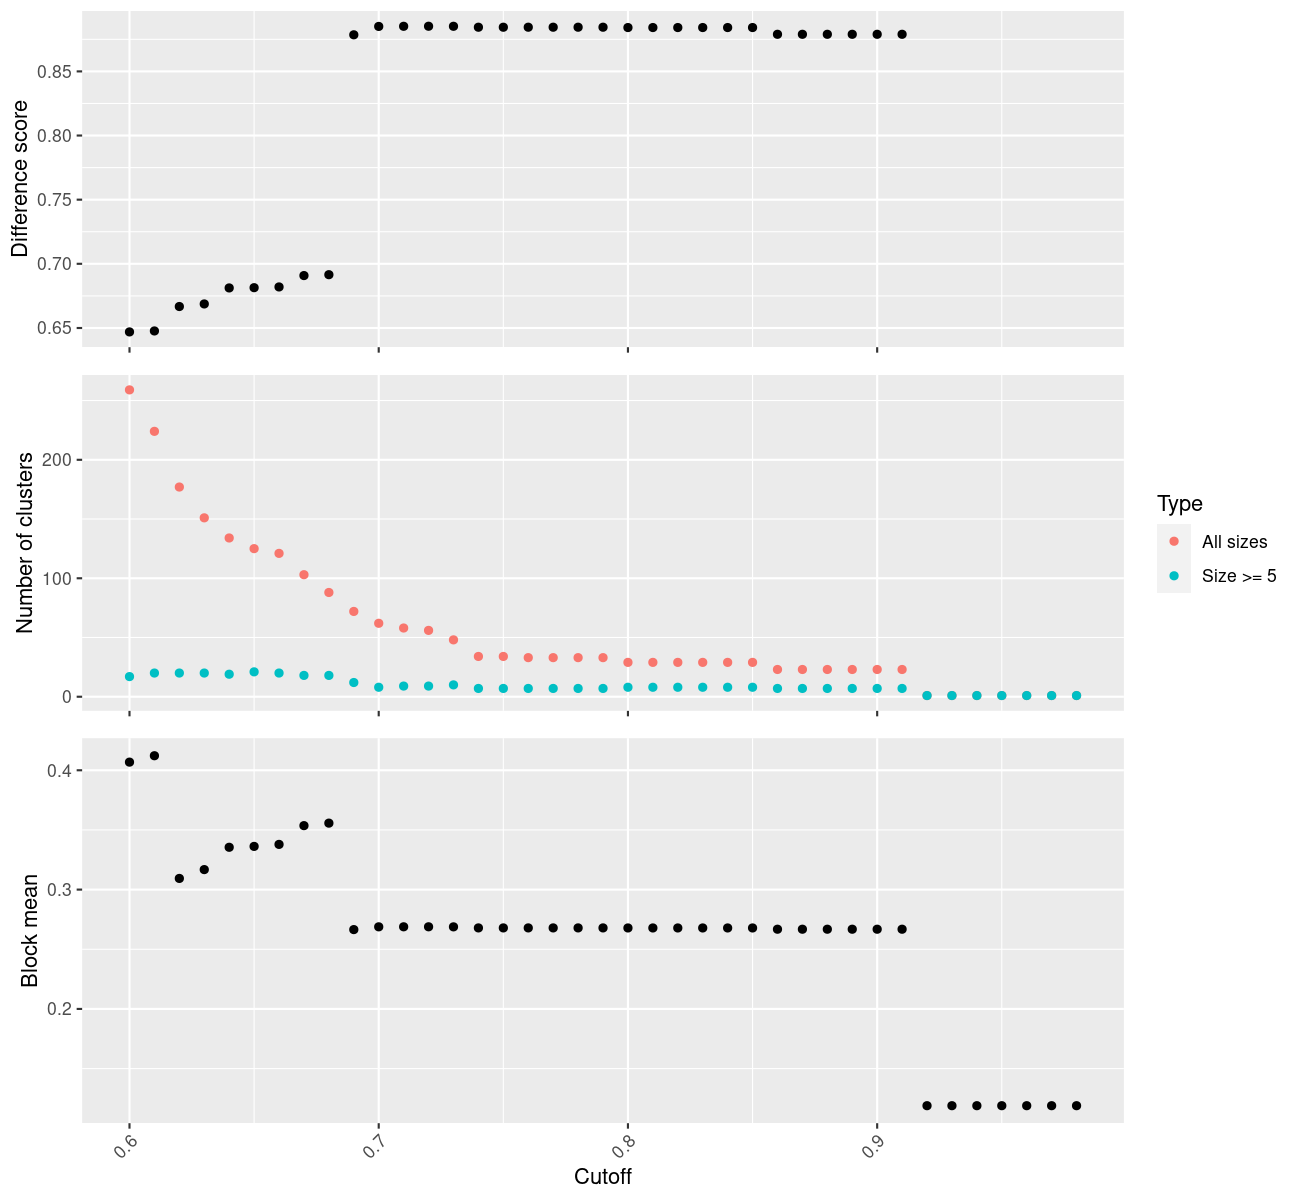 Difference score
0.85
0.80
0.75
0.70
0.65
Number of clusters
200
100
0
Type
All sizes
Size >= 5
Block mean
0.4
0.3
0.2
0.6
0.7
0.8
0.9
Cutoff